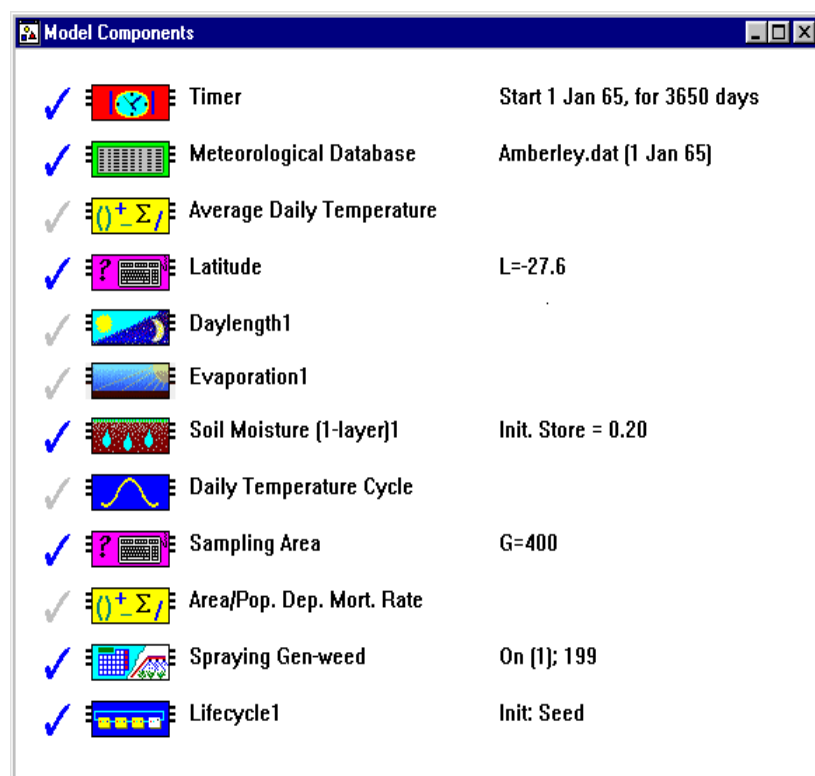 Model Components
Timer Start 1 Jan 65, for 3650 days
Meteorological Database Amberley.dat (1 Jan 65)
Average Daily Temperature
Latitude L=-27.6
Daylength1
Evaporation1
Soil Moisture (1-layer)1 Init. Store = 0.20
Daily Temperature Cycle
Sampling Area G=400
Area/Pop. Dep. Mort. Rate
Spraying Gen-weed On (1); 199
Lifecycle1 Init: Seed